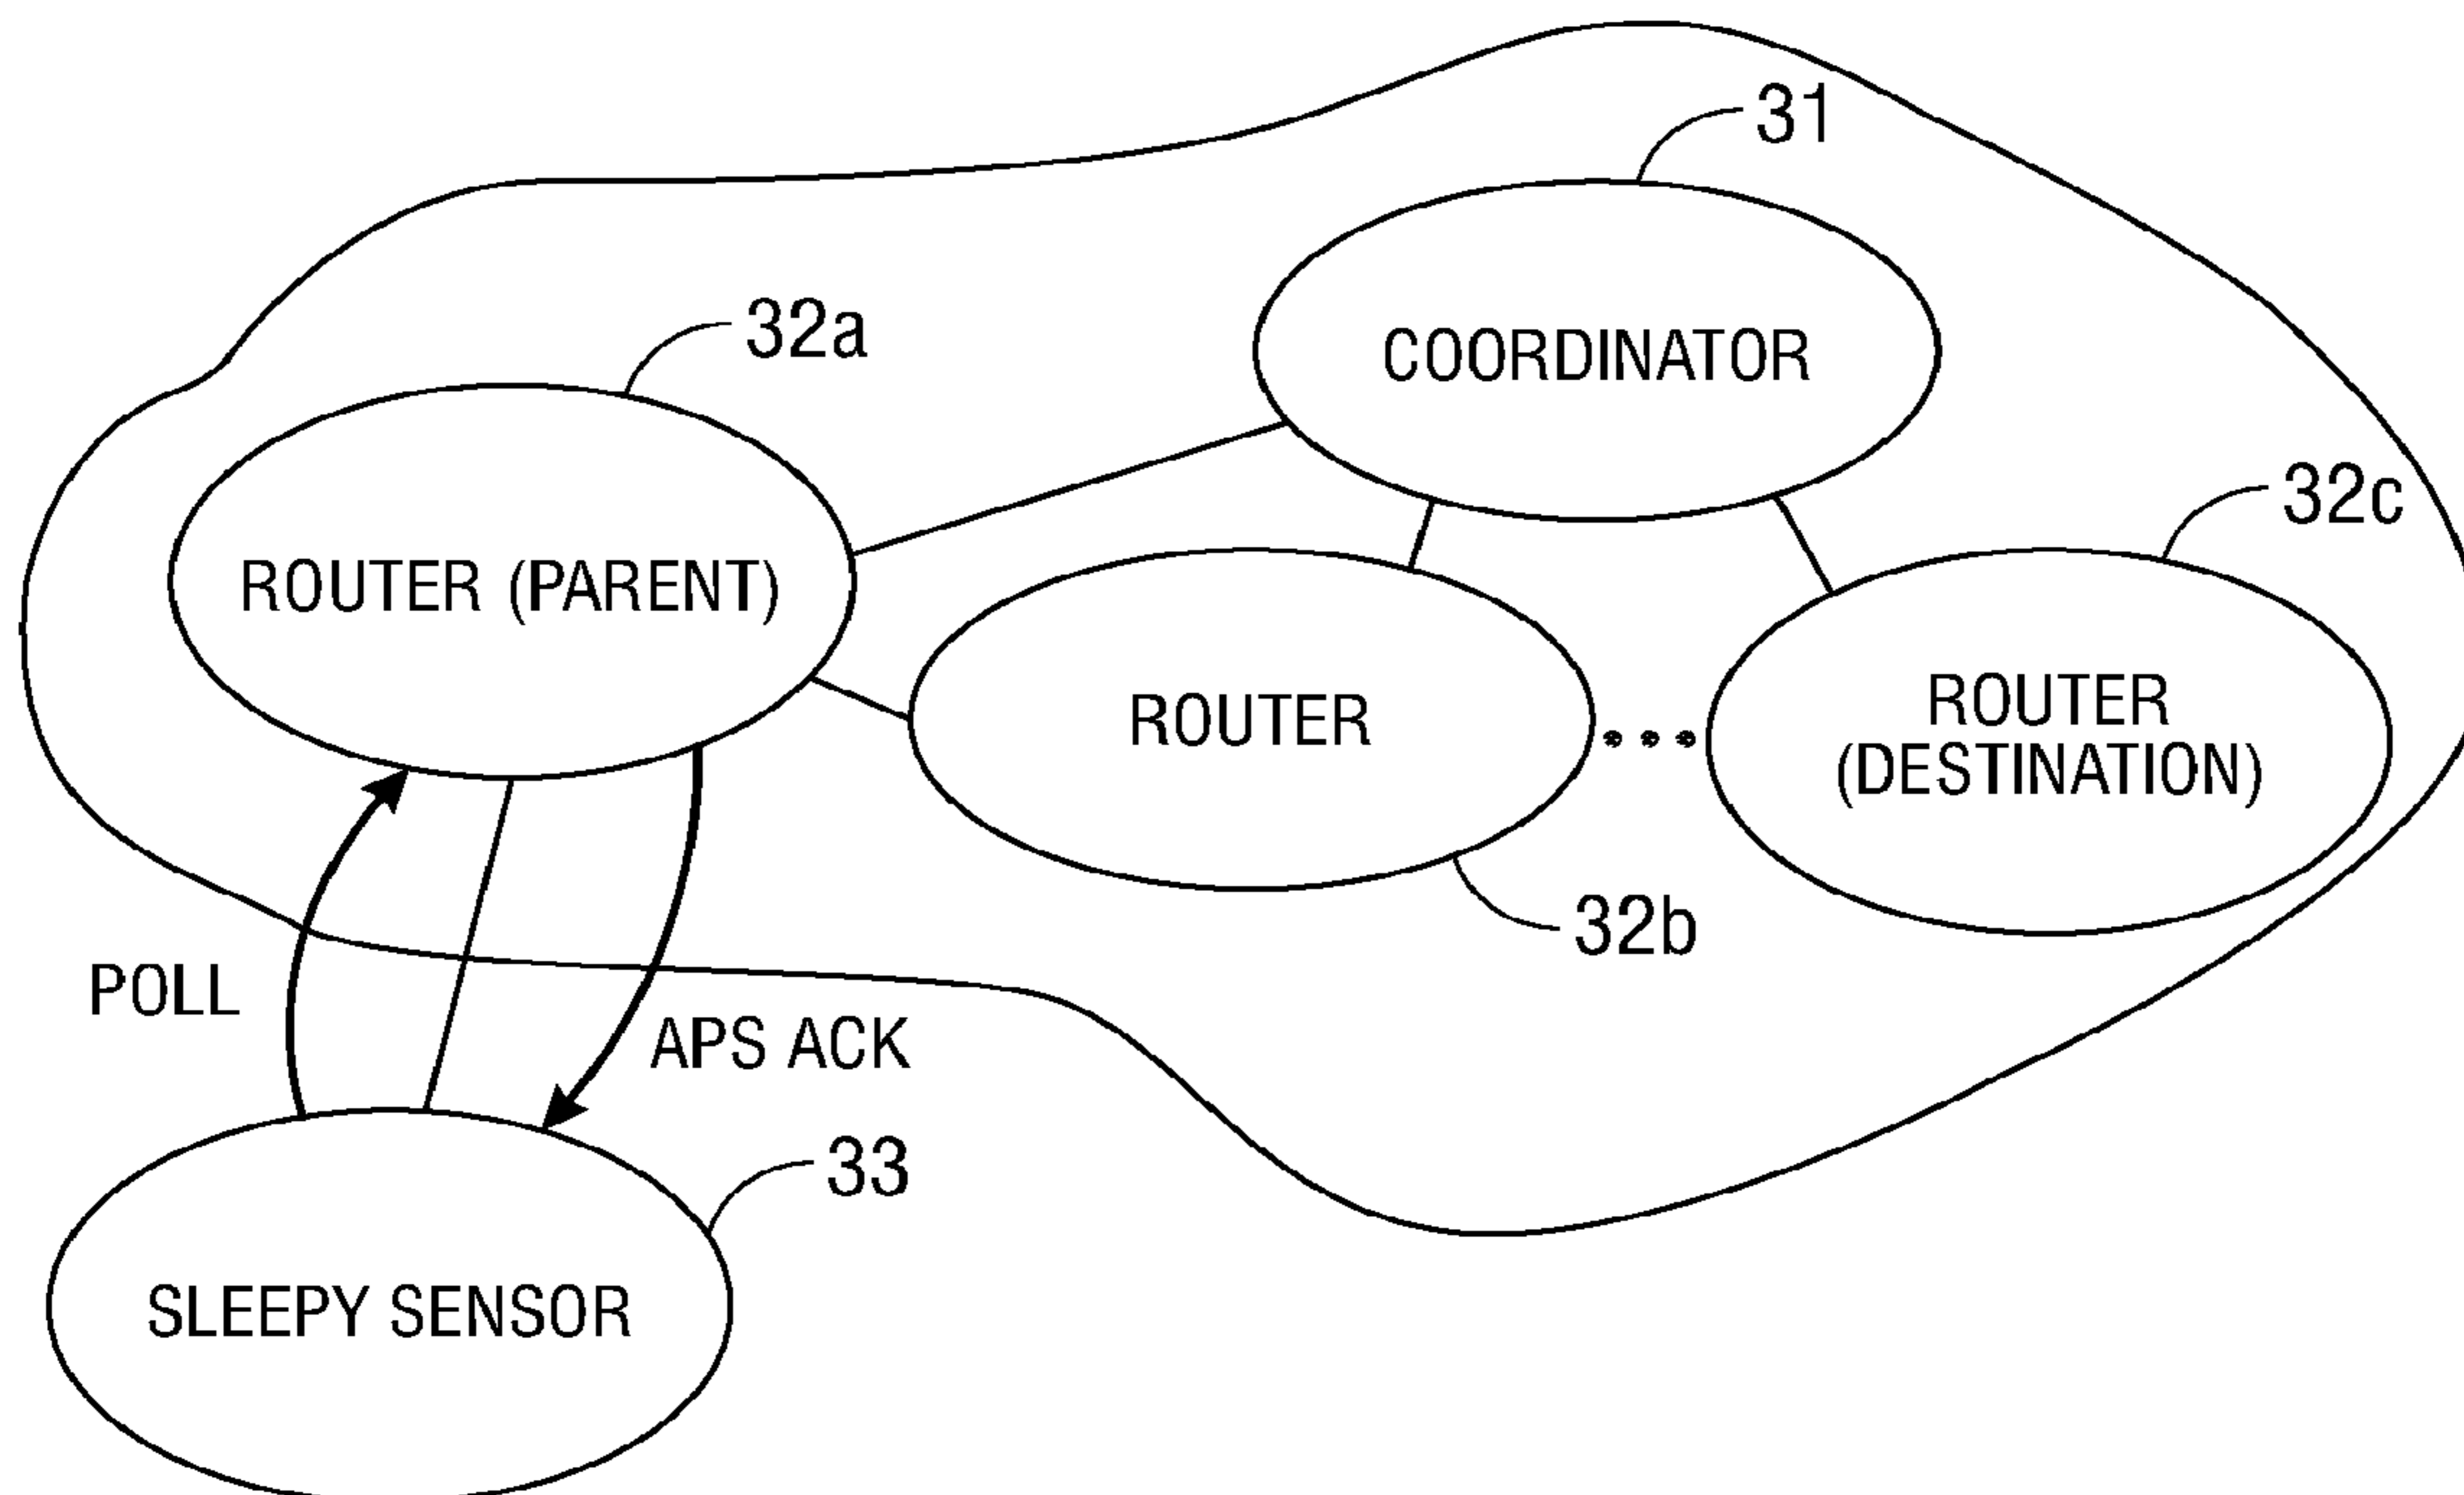 31
32a
COORDINATOR
32c
ROUTER (PARENT)
ROUTER
ROUTER
(DESTINATION)
32b
POLL
APS ACK
33
SLEEPY SENSOR